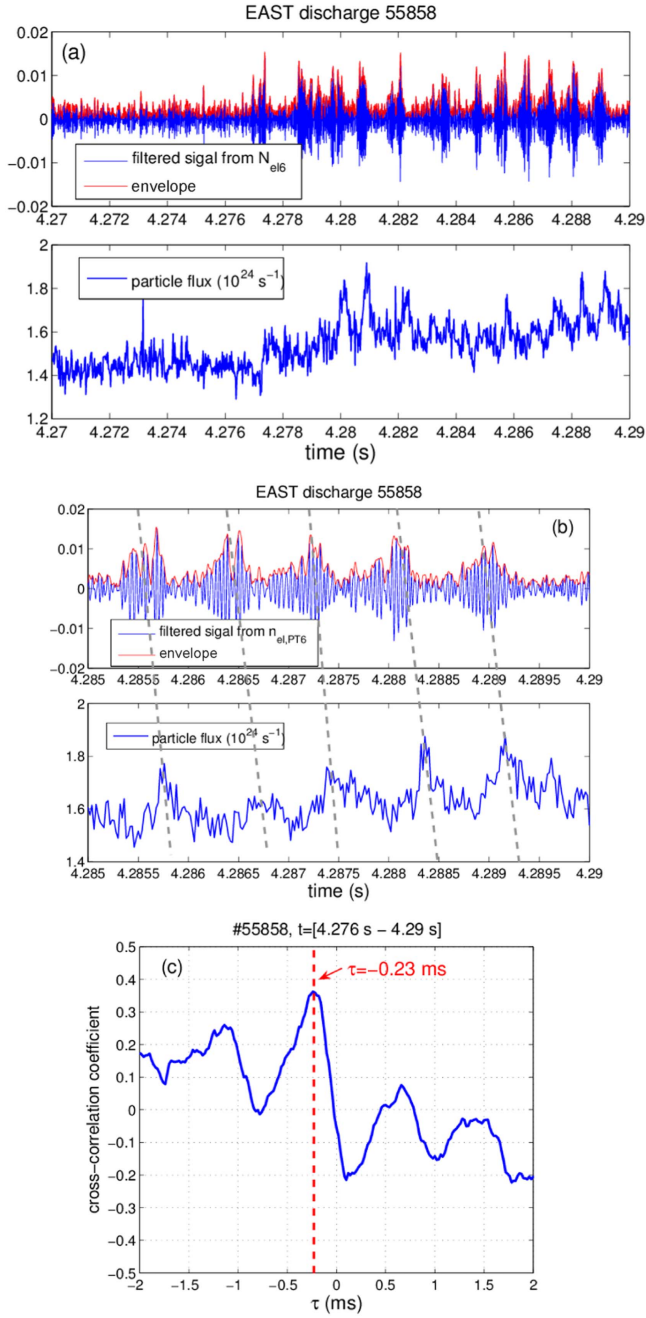 EAST discharge 55858
(a)
0.02
0.01
0
−0.01
−0.02
filtered sigal from N el6
envelope
4.27 4.272 4.274 4.276 4.278 4.28 4.282 4.284 4.286 4.288 4.29
2
1.8
1.6
1.4
1.2
particle flux (10²⁴ s⁻¹)
4.27 4.272 4.274 4.276 4.278 4.28 4.282 4.284 4.286 4.288 4.29
time (s)
EAST discharge 55858
(b)
0.02
0.01
0
−0.01
−0.02
filtered sigal from n el,PT6
envelope
4.285 4.2855 4.286 4.2865 4.287 4.2875 4.288 4.2885 4.289 4.2895 4.29
2
1.8
1.6
1.4
particle flux (10²⁴ s⁻¹)
4.285 4.2855 4.286 4.2865 4.287 4.2875 4.288 4.2885 4.289 4.2895 4.29
time (s)
#55858, t=[4.276 s − 4.29 s]
(c)
τ=−0.23 ms
cross−correlation coefficient
0.5
0.4
0.3
0.2
0.1
0
−0.1
−0.2
−0.3
−0.4
−0.5
−2 −1.5 −1 −0.5 0 0.5 1 1.5 2
τ (ms)